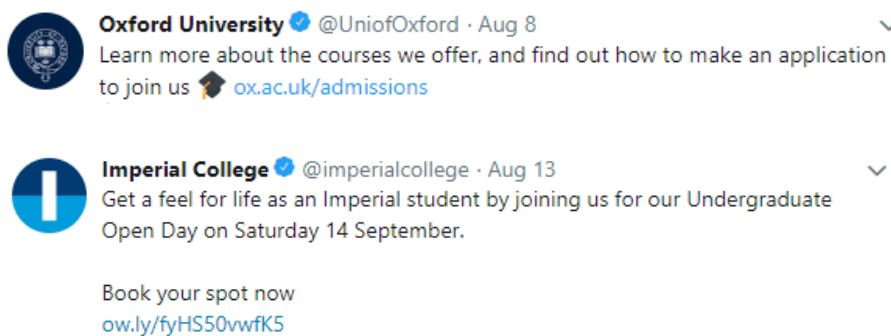 Oxford University @UniofOxford · Aug 8
Learn more about the courses we offer, and find out how to make an application
to join us 🎓 ox.ac.uk/admissions
Imperial College @imperialcollege · Aug 13
Get a feel for life as an Imperial student by joining us for our Undergraduate
Open Day on Saturday 14 September.
Book your spot now
ow.ly/fyHS50vwfK5